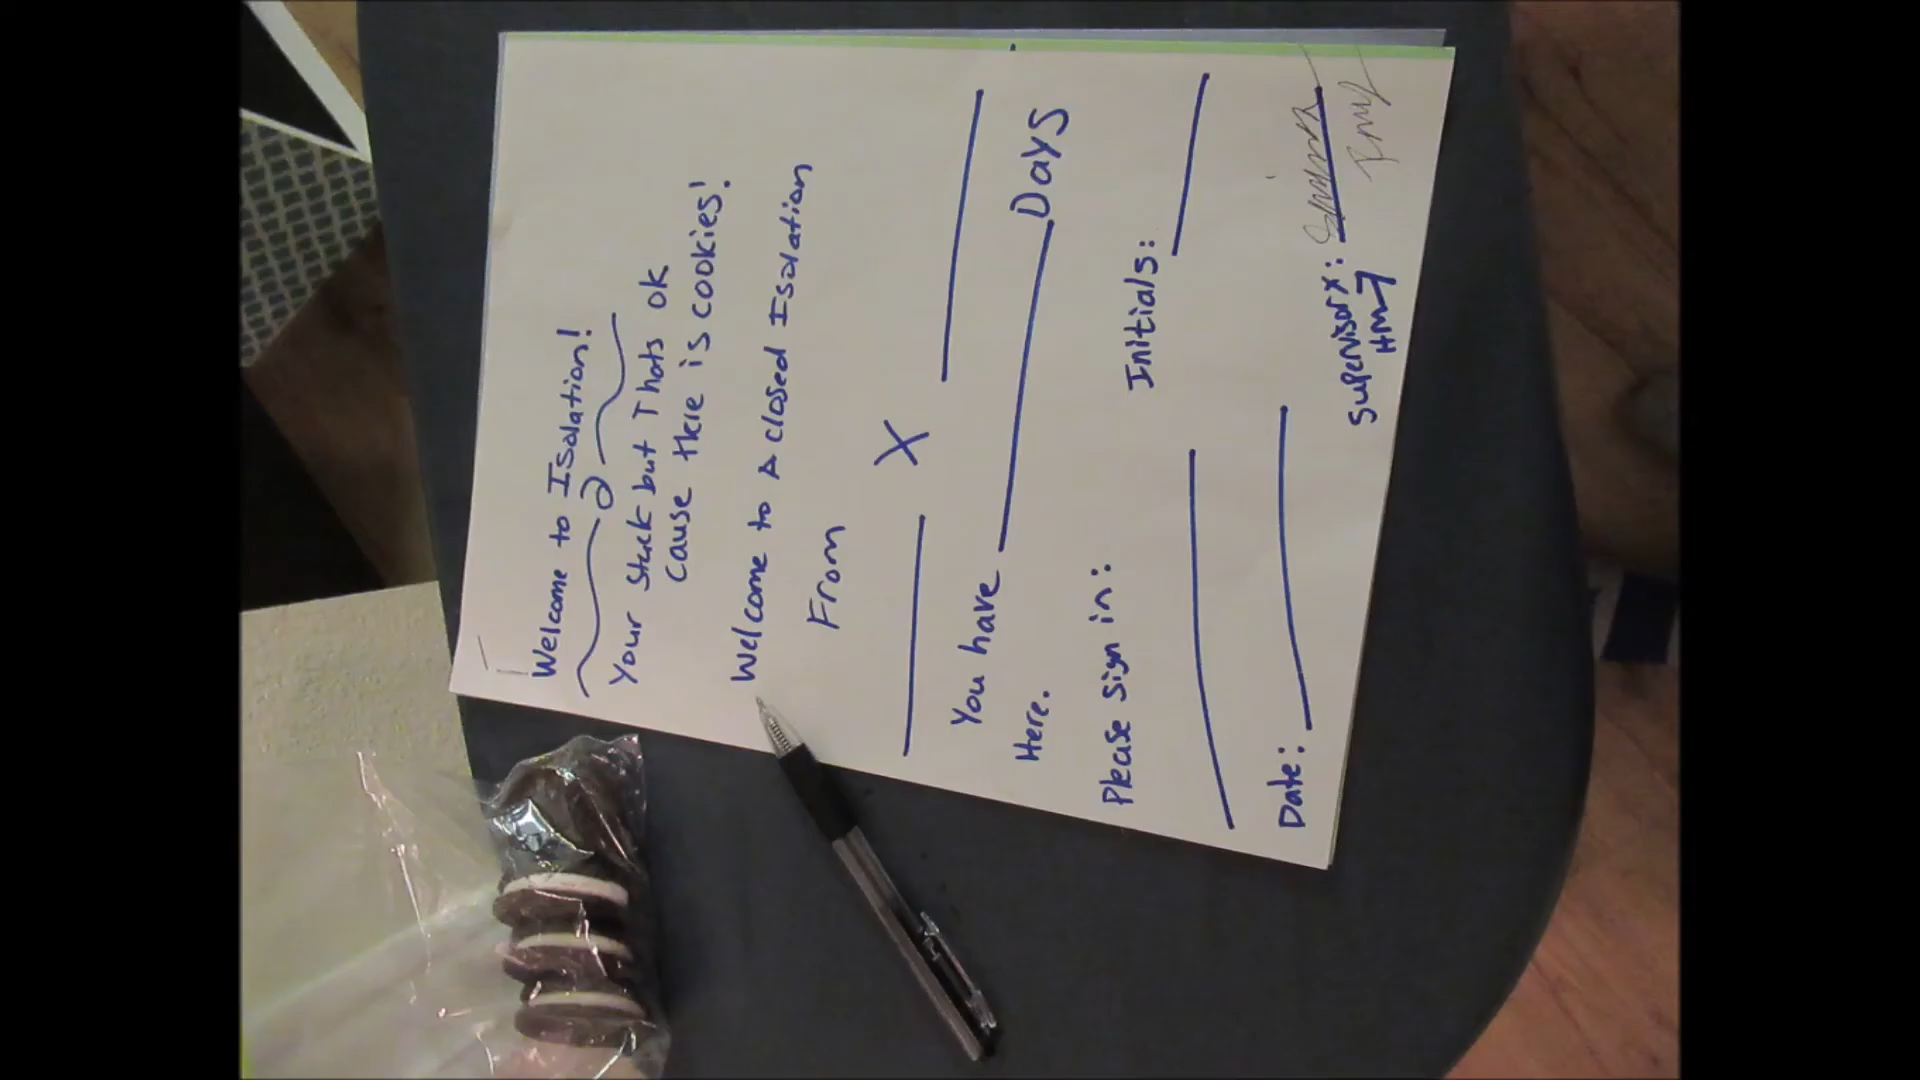 Welcome to Isolation!
Your stuck but Thats ok
cause there is cookies!
Welcome to A closed Isolation
From
X
You have Days
Here.
Please sign in:
Initials:
Date:
Supervisor x:
HM